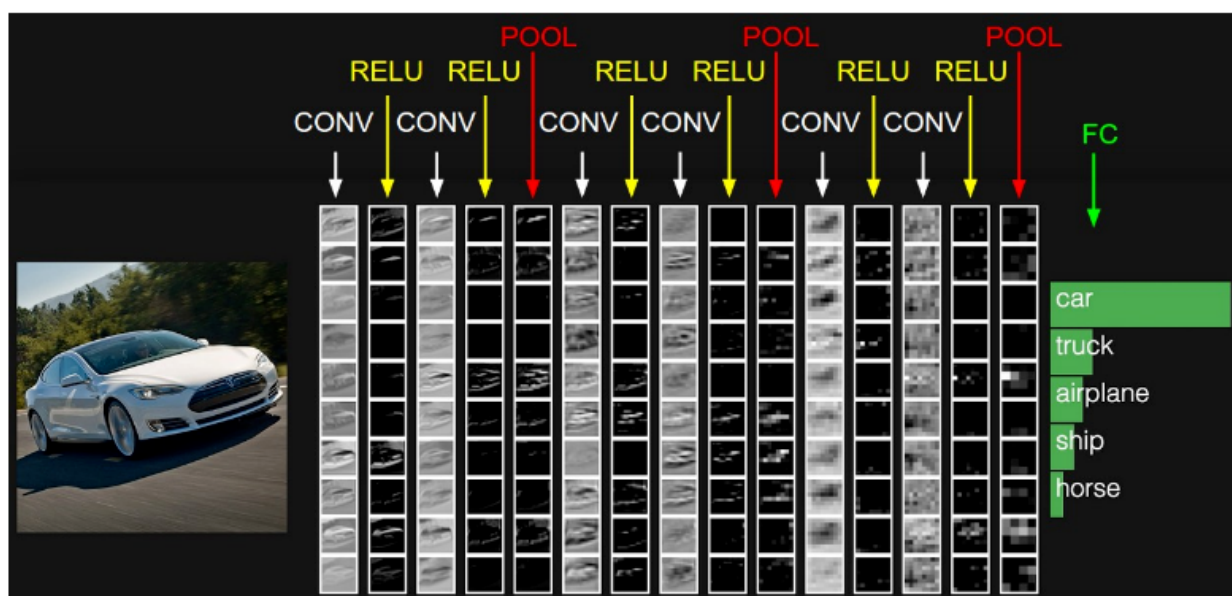 POOL POOL POOL
RELU RELU RELU RELU RELU RELU
CONV CONV CONV CONV CONV CONV FC
car
truck
airplane
ship
horse